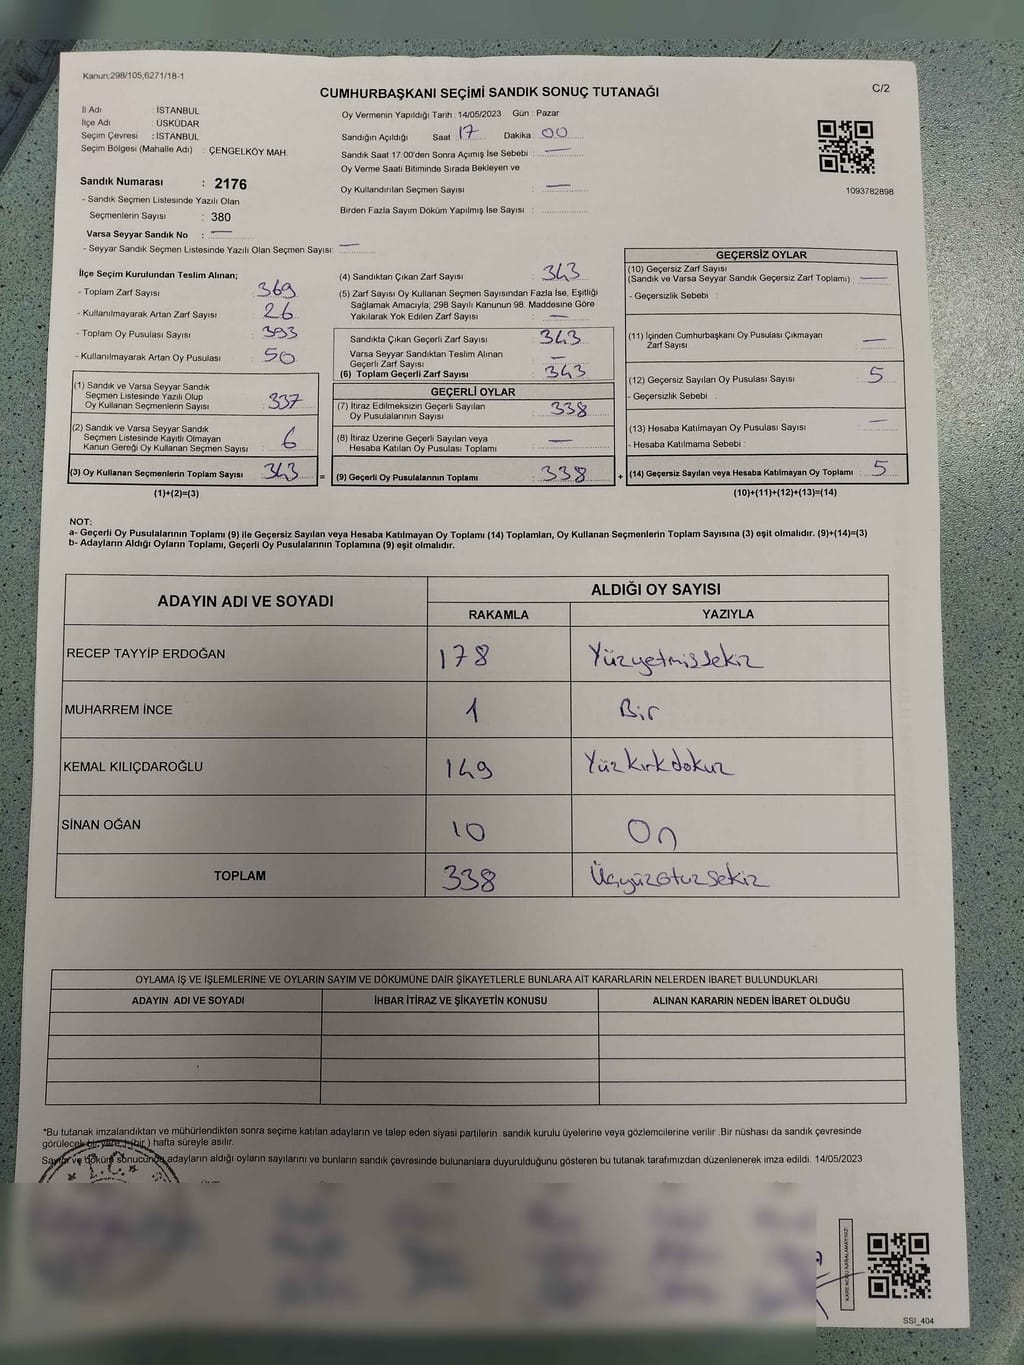 Kanun;298/105;6271/18-1
CUMHURBAŞKANI SEÇİMİ SANDIK SONUÇ TUTANAĞI
C/2
İl Adı : İSTANBUL
İlçe Adı : ÜSKÜDAR
Seçim Çevresi : İSTANBUL
Seçim Bölgesi (Mahalle Adı) : ÇENGELKÖY MAH.
Oy Vermenin Yapıldığı Tarih : 14/05/2023 Gün : Pazar
Sandığın Açıldığı Saat : 17 Dakika : 00
Sandık Saat 17:00'den Sonra Açımış İse Sebebi : —
Oy Verme Saati Bitiminde Sırada Bekleyen ve
Oy Kullandırılan Seçmen Sayısı : —
Birden Fazla Sayım Döküm Yapılmış İse Sayısı :
1093782898
Sandık Numarası : 2176
- Sandık Seçmen Listesinde Yazılı Olan
Seçmenlerin Sayısı : 380
Varsa Seyyar Sandık No : —
- Seyyar Sandık Seçmen Listesinde Yazılı Olan Seçmen Sayısı: —
İlçe Seçim Kurulundan Teslim Alınan;
- Toplam Zarf Sayısı : 369
- Kullanılmayarak Artan Zarf Sayısı : 26
- Toplam Oy Pusulası Sayısı : 393
- Kullanılmayarak Artan Oy Pusulası : 50
(1) Sandık ve Varsa Seyyar Sandık
Seçmen Listesinde Yazılı Olup
Oy Kullanan Seçmenlerin Sayısı : 337
(2) Sandık ve Varsa Seyyar Sandık
Seçmen Listesinde Kayıtlı Olmayan
Kanun Gereği Oy Kullanan Seçmen Sayısı : 6
(3) Oy Kullanan Seçmenlerin Toplam Sayısı : 343
(1)+(2)=(3)
(4) Sandıktan Çıkan Zarf Sayısı : 343
(5) Zarf Sayısı Oy Kullanan Seçmen Sayısından Fazla İse, Eşitliği
Sağlamak Amacıyla; 298 Sayılı Kanunun 98. Maddesine Göre
Yakılarak Yok Edilen Zarf Sayısı : —
Sandıkta Çıkan Geçerli Zarf Sayısı : 343
Varsa Seyyar Sandıktan Teslim Alınan
Geçerli Zarf Sayısı : —
(6) Toplam Geçerli Zarf Sayısı : 343
GEÇERLİ OYLAR
(7) İtiraz Edilmeksizin Geçerli Sayılan
Oy Pusulalarının Sayısı : 338
(8) İtiraz Üzerine Geçerli Sayılan veya
Hesaba Katılan Oy Pusulası Toplamı : —
= (9) Geçerli Oy Pusulalarının Toplamı : 338
GEÇERSİZ OYLAR
(10) Geçersiz Zarf Sayısı
(Sandık ve Varsa Seyyar Sandık Geçersiz Zarf Toplamı) : —
- Geçersizlik Sebebi :
(11) İçinden Cumhurbaşkanı Oy Pusulası Çıkmayan
Zarf Sayısı : —
(12) Geçersiz Sayılan Oy Pusulası Sayısı : 5
- Geçersizlik Sebebi :
(13) Hesaba Katılmayan Oy Pusulası Sayısı : —
- Hesaba Katılmama Sebebi :
+ (14) Geçersiz Sayılan veya Hesaba Katılmayan Oy Toplamı : 5
(10)+(11)+(12)+(13)=(14)
NOT:
a- Geçerli Oy Pusulalarının Toplamı (9) ile Geçersiz Sayılan veya Hesaba Katılmayan Oy Toplamı (14) Toplamları, Oy Kullanan Seçmenlerin Toplam Sayısına (3) eşit olmalıdır. (9)+(14)=(3)
b- Adayların Aldığı Oyların Toplamı, Geçerli Oy Pusulalarının Toplamına (9) eşit olmalıdır.
ADAYIN ADI VE SOYADI ALDIĞI OY SAYISI
RAKAMLA YAZIYLA
RECEP TAYYİP ERDOĞAN 178 Yüzyetmişsekiz
MUHARREM İNCE 1 Bir
KEMAL KILIÇDAROĞLU 149 Yüzkırkdokuz
SİNAN OĞAN 10 On
TOPLAM 338 Üçyüzotuzsekiz
OYLAMA İŞ VE İŞLEMLERİNE VE OYLARIN SAYIM VE DÖKÜMÜNE DAİR ŞİKAYETLERLE BUNLARA AİT KARARLARIN NELERDEN İBARET BULUNDUKLARI
ADAYIN ADI VE SOYADI İHBAR İTİRAZ VE ŞİKAYETİN KONUSU ALINAN KARARIN NEDEN İBARET OLDUĞU
*Bu tutanak imzalandıktan ve mühürlendikten sonra seçime katılan adayların ve talep eden siyasi partilerin sandık kurulu üyelerine veya gözlemcilerine verilir .Bir nüshası da sandık çevresinde
görülecek bir yere 1 (bir ) hafta süreyle asılır.
Sayım ve döküm sonucunda adayların aldığı oyların sayılarını ve bunların sandık çevresinde bulunanlara duyurulduğunu gösteren bu tutanak tarafımızdan düzenlenerek imza edildi. 14/05/2023
T.C.
KARE KODU KARALAMAYINIZ!
SSI_404